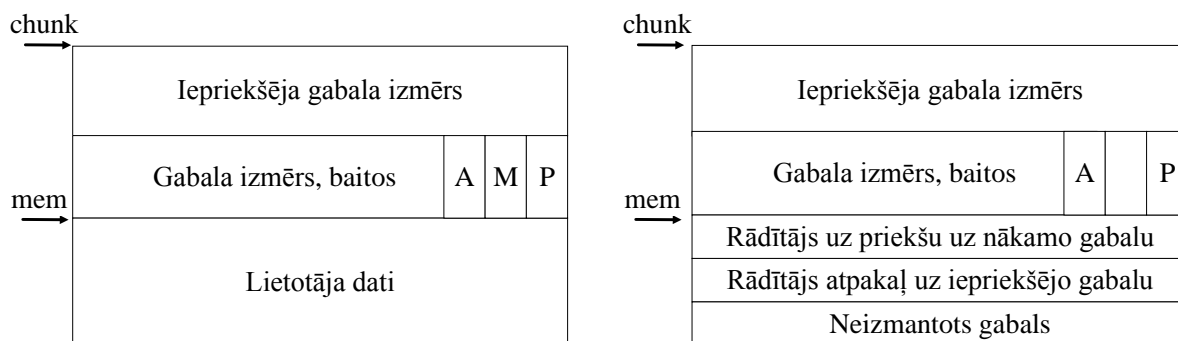 chunk
Iepriekšēja gabala izmērs
Gabala izmērs, baitos A M P
mem
Lietotāja dati
chunk
Iepriekšēja gabala izmērs
Gabala izmērs, baitos A P
mem
Rādītājs uz priekšu uz nākamo gabalu
Rādītājs atpakaļ uz iepriekšējo gabalu
Neizmantots gabals